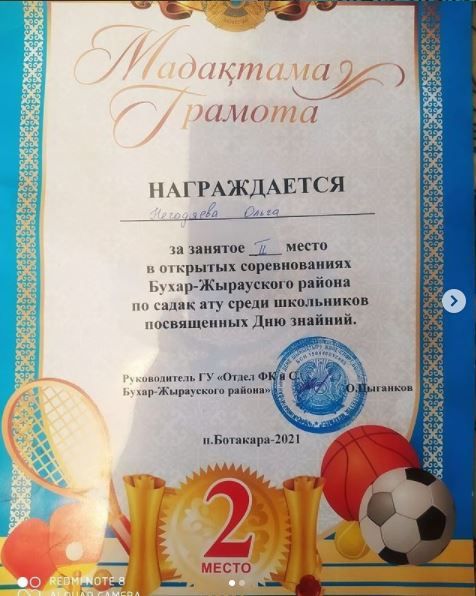 Мадақтама
Грамота
НАГРАЖДАЕТСЯ
Негодяева Ольга
за занятое II место
в открытых соревнованиях
Бухар-Жырауского района
по садақ ату среди школьников
посвященных Дню знайний.
Руководитель ГУ «Отдел ФК и С
Бухар-Жырауского района» О.Цыганков
п.Ботакара-2021
2
МЕСТО
REDMI NOTE 8
AI QUAD CAMERA